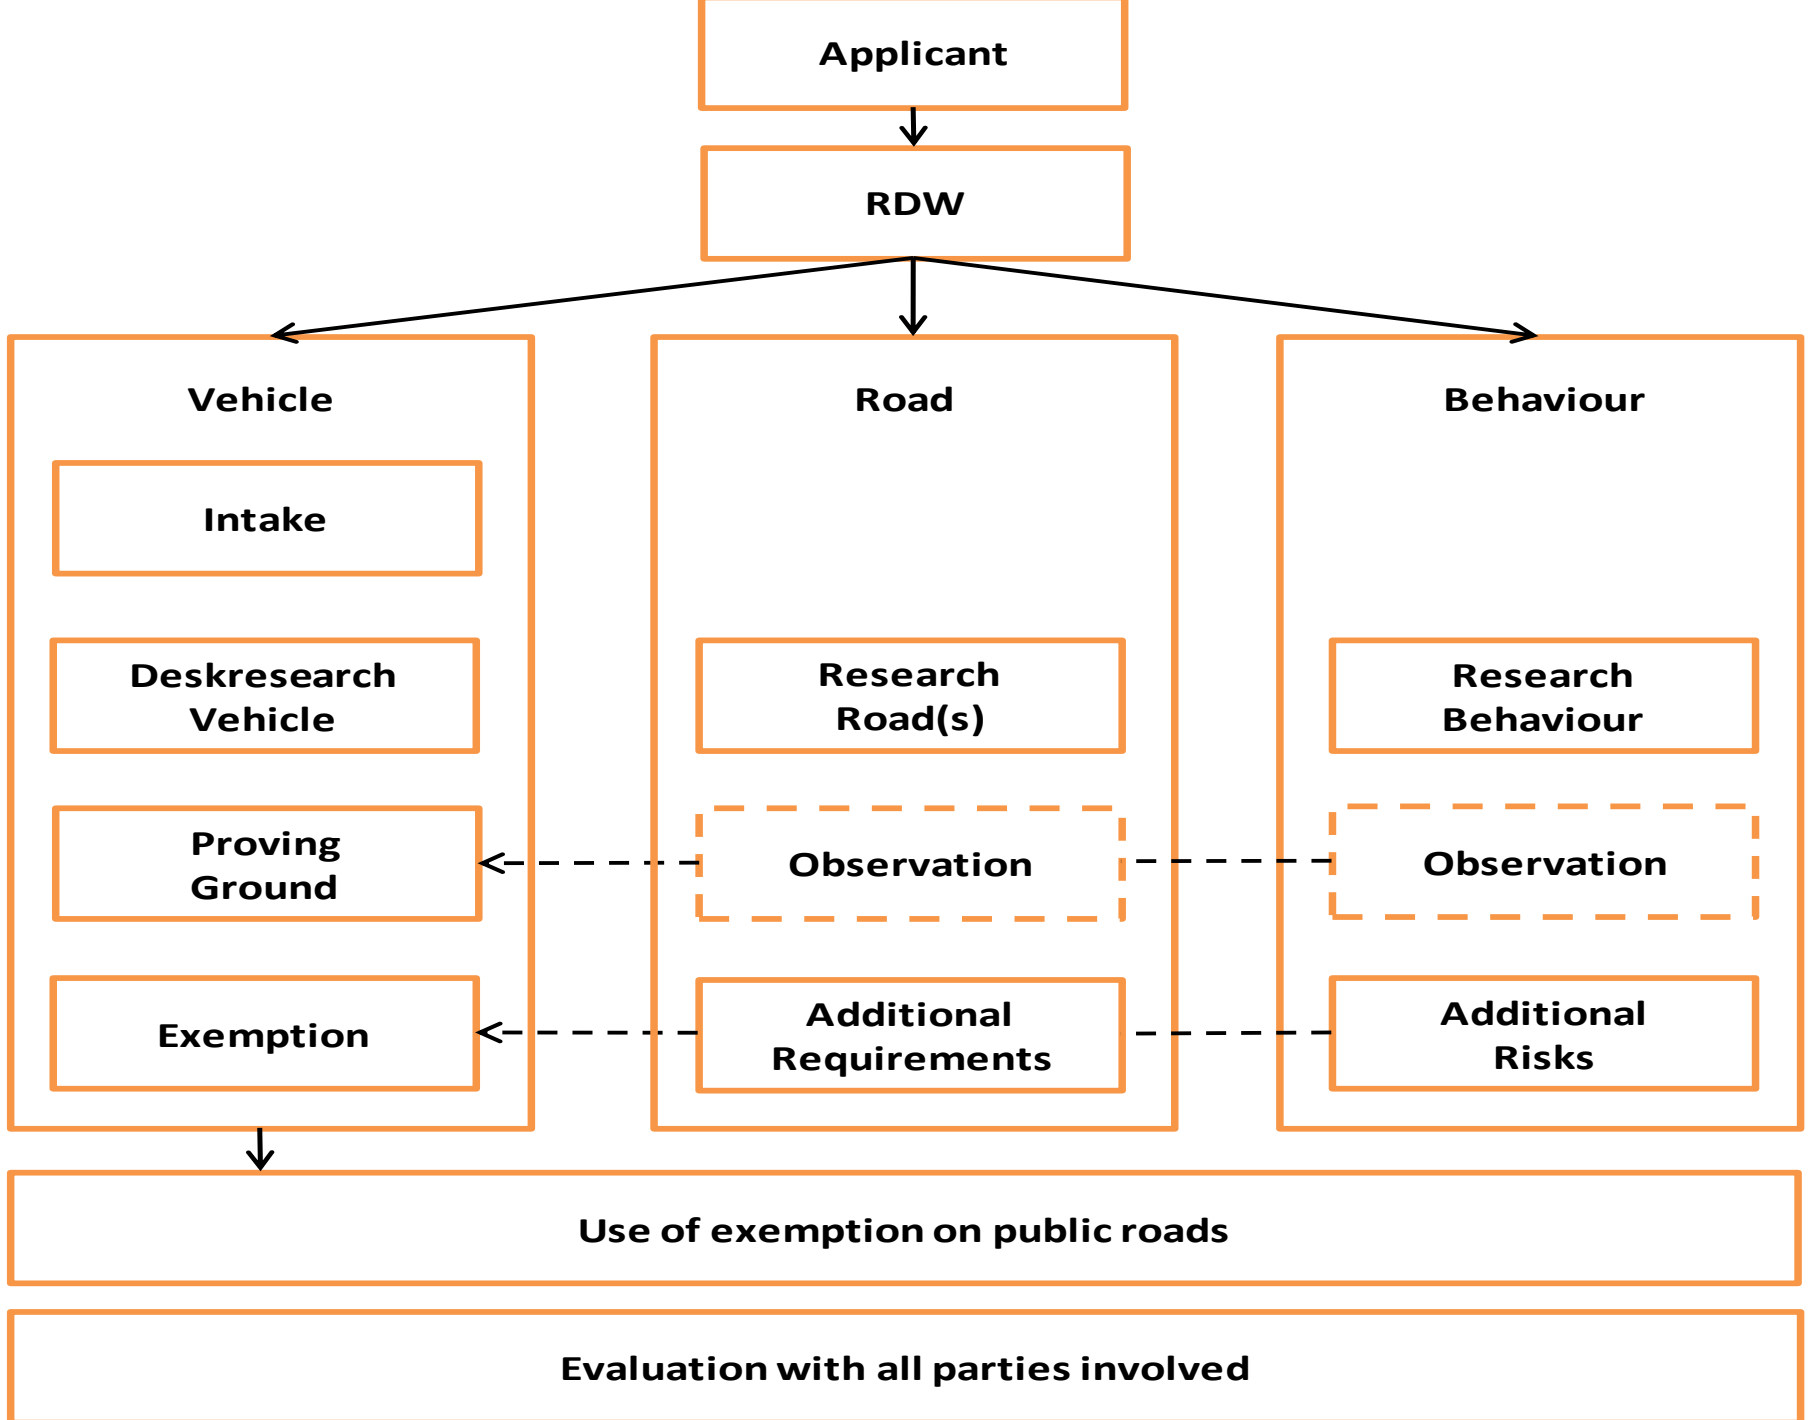 Applicant
RDW
Vehicle
Road
Behaviour
Intake
Deskresearch
Vehicle
Research
Road(s)
Research
Behaviour
Proving
Ground
Observation
Observation
Exemption
Additional
Requirements
Additional
Risks
Use of exemption on public roads
Evaluation with all parties involved